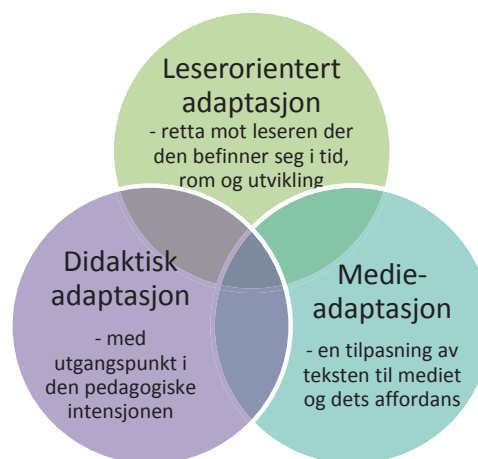 Leserorientert
adaptasjon
- retta mot leseren der
den befinner seg i tid,
rom og utvikling
Didaktisk
adaptasjon
- med
utgangspunkt i
den pedagogiske
intensjonen
Medie-
adaptasjon
- en tilpasning av
teksten til mediet
og dets affordans